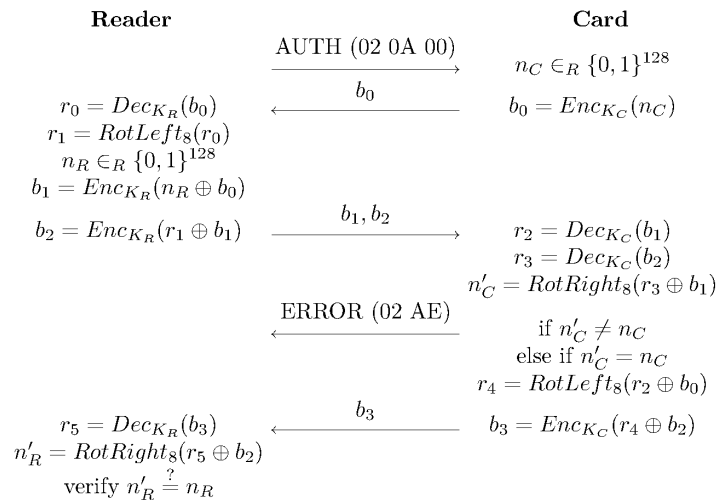 Reader Card
AUTH (02 0A 00)
n_C ∈_R {0, 1}^128
b_0
r_0 = Dec_{K_R}(b_0) b_0 = Enc_{K_C}(n_C)
r_1 = RotLeft_8(r_0)
n_R ∈_R {0, 1}^128
b_1 = Enc_{K_R}(n_R ⊕ b_0)
b_1, b_2
b_2 = Enc_{K_R}(r_1 ⊕ b_1) r_2 = Dec_{K_C}(b_1)
r_3 = Dec_{K_C}(b_2)
n′_C = RotRight_8(r_3 ⊕ b_1)
ERROR (02 AE)
if n′_C ≠ n_C
else if n′_C = n_C
r_4 = RotLeft_8(r_2 ⊕ b_0)
b_3
r_5 = Dec_{K_R}(b_3) b_3 = Enc_{K_C}(r_4 ⊕ b_2)
n′_R = RotRight_8(r_5 ⊕ b_2)
verify n′_R ≟ n_R